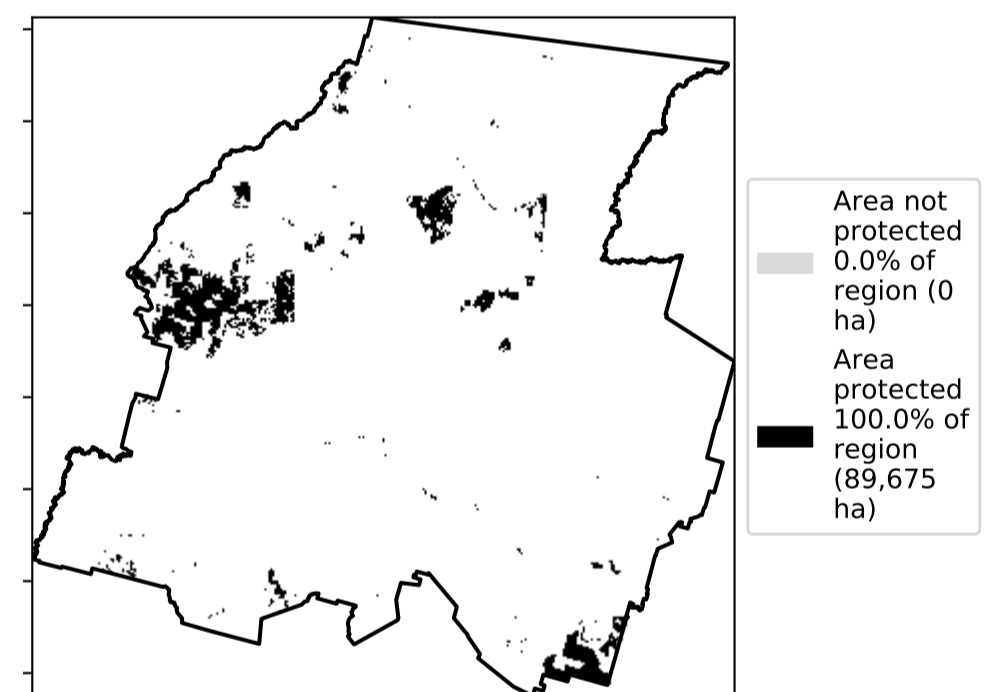 Area not
protected
0.0% of
region (0
ha)
Area
protected
100.0% of
region
(89,675
ha)